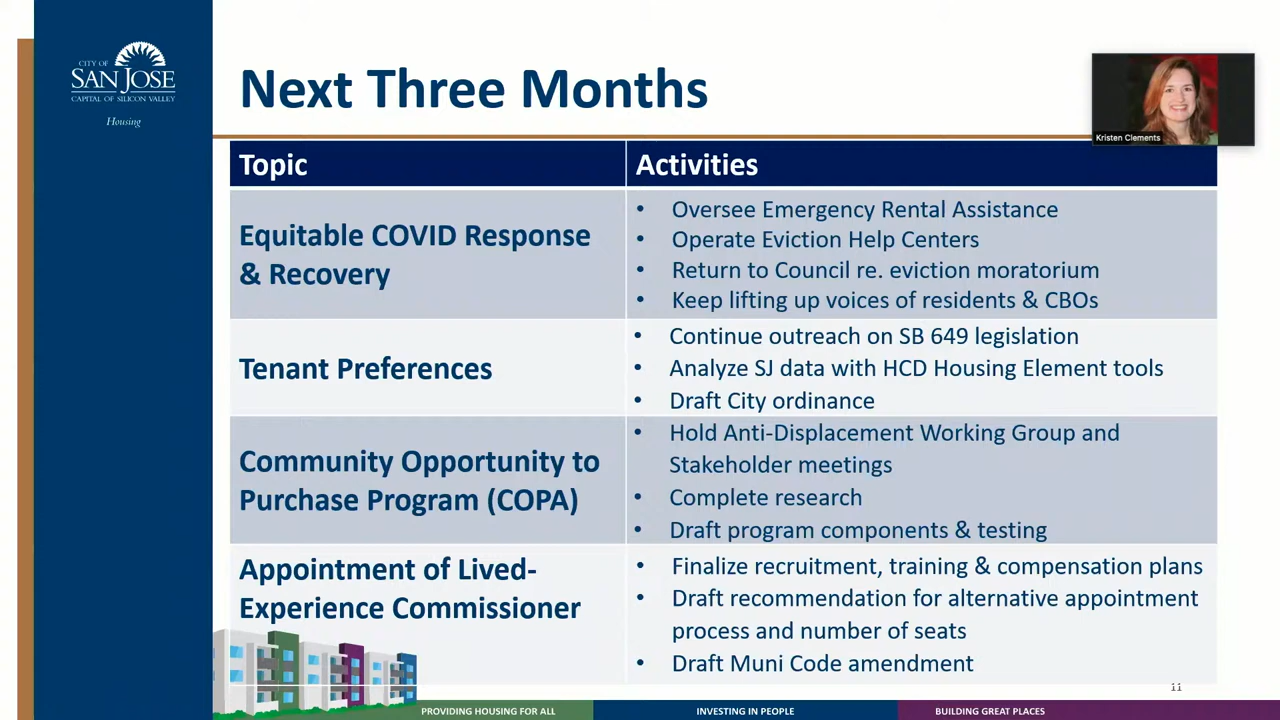 CITY OF
SAN JOSE
CAPITAL OF SILICON VALLEY
Housing
Next Three Months
Kristen Clements
Topic
Activities
Equitable COVID Response
& Recovery
• Oversee Emergency Rental Assistance
• Operate Eviction Help Centers
• Return to Council re. eviction moratorium
• Keep lifting up voices of residents & CBOs
Tenant Preferences
• Continue outreach on SB 649 legislation
• Analyze SJ data with HCD Housing Element tools
• Draft City ordinance
Community Opportunity to
Purchase Program (COPA)
• Hold Anti-Displacement Working Group and
Stakeholder meetings
• Complete research
• Draft program components & testing
Appointment of Lived-
Experience Commissioner
• Finalize recruitment, training & compensation plans
• Draft recommendation for alternative appointment
process and number of seats
• Draft Muni Code amendment
11
PROVIDING HOUSING FOR ALL
INVESTING IN PEOPLE
BUILDING GREAT PLACES